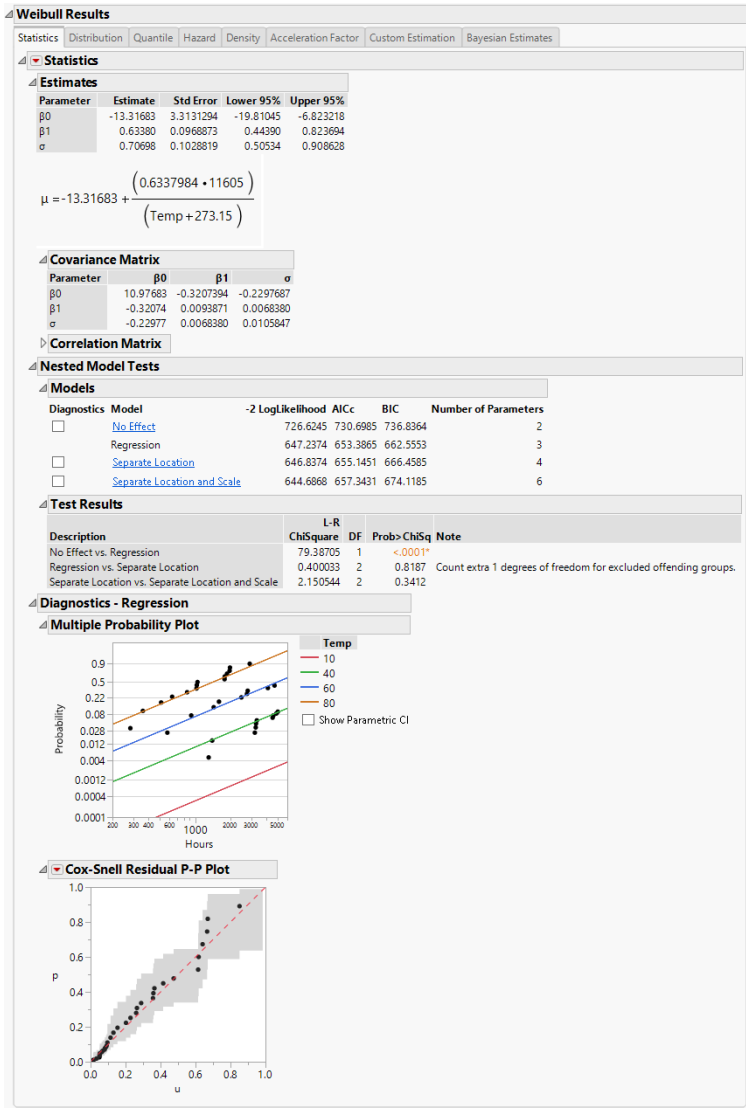 Weibull Results
Statistics Distribution Quantile Hazard Density Acceleration Factor Custom Estimation Bayesian Estimates
Statistics
Estimates
Parameter Estimate Std Error Lower 95% Upper 95%
β0 -13.31683 3.3131294 -19.81045 -6.823218
β1 0.63380 0.0968873 0.44390 0.823694
σ 0.70698 0.1028819 0.50534 0.908628
(0.6337984 • 11605 )
μ = -13.31683 +
(Temp + 273.15 )
Covariance Matrix
Parameter β0 β1 σ
β0 10.97683 -0.3207394 -0.2297687
β1 -0.32074 0.0093871 0.0068380
σ -0.22977 0.0068380 0.0105847
Correlation Matrix
Nested Model Tests
Models
Diagnostics Model -2 LogLikelihood AICc BIC Number of Parameters
No Effect 726.6245 730.6985 736.8364 2
Regression 647.2374 653.3865 662.5553 3
Separate Location 646.8374 655.1451 666.4585 4
Separate Location and Scale 644.6868 657.3431 674.1185 6
Test Results
L-R
Description ChiSquare DF Prob>ChiSq Note
No Effect vs. Regression 79.38705 1 <.0001*
Regression vs. Separate Location 0.400033 2 0.8187 Count extra 1 degrees of freedom for excluded offending groups.
Separate Location vs. Separate Location and Scale 2.150544 2 0.3412
Diagnostics - Regression
Multiple Probability Plot
Temp
10
40
60
80
Show Parametric CI
Probability
0.9
0.5
0.22
0.08
0.028
0.012
0.004
0.0012
0.0004
0.0001
200 300 400 600 1000 2000 3000 5000
Hours
Cox-Snell Residual P-P Plot
1.0
0.8
0.6
p
0.4
0.2
0.0
0.0 0.2 0.4 0.6 0.8 1.0
u